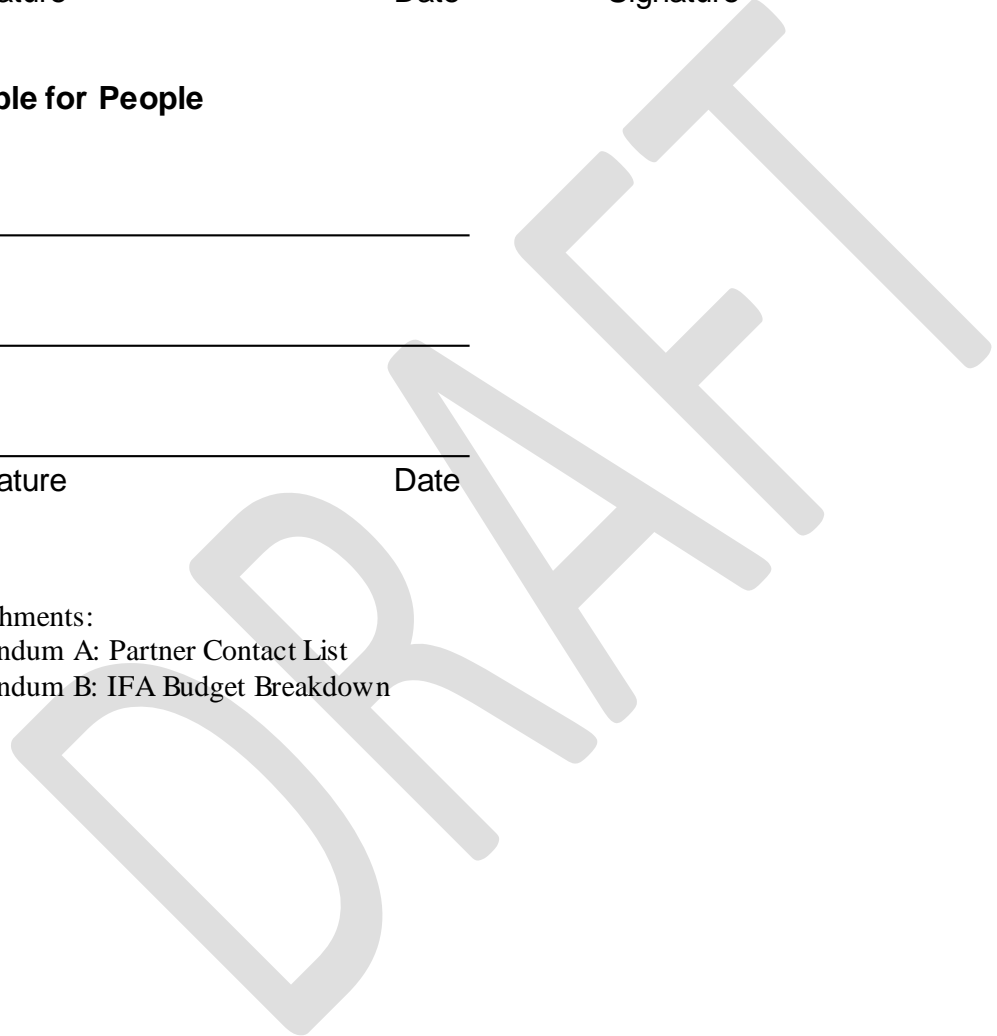 ature Date Signature
ple for People
ature Date
hments:
ndum A: Partner Contact List
ndum B: IFA Budget Breakdown
DRAFT